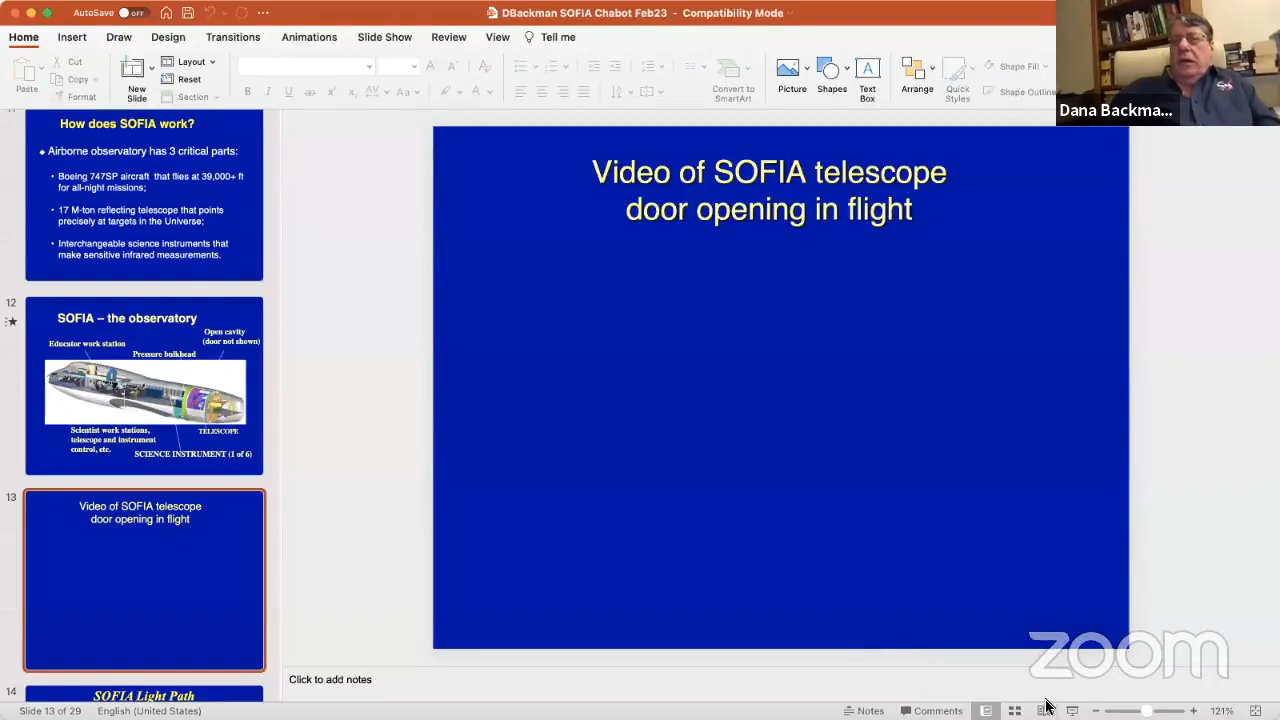 AutoSave OFF
DBackman SOFiA Chabot Feb23 - Compatibility Mode
Home Insert Draw Design Transitions Animations Slide Show Review View Tell me
Paste
Cut
Copy
Format
New
Slide
Layout
Reset
Section
Convert to
SmartArt
Picture
Shapes
Text
Box
Arrange
Quick
Styles
Shape Fill
Shape Outline
Dana Backma...
How does SOFIA work?
Airborne observatory has 3 critical parts:
Boeing 747SP aircraft that flies at 39,000+ ft
for all-night missions;
17 M-ton reflecting telescope that points
precisely at targets in the Universe;
Interchangeable science instruments that
make sensitive infrared measurements.
12
SOFIA – the observatory
Open cavity
(door not shown)
Educator work station
Pressure bulkhead
Scientist work stations,
telescope and instrument
control, etc.
TELESCOPE
SCIENCE INSTRUMENT (1 of 6)
13
Video of SOFIA telescope
door opening in flight
14
SOFIA Light Path
Video of SOFIA telescope
door opening in flight
zoom
Click to add notes
Slide 13 of 29 English (United States)
Notes Comments 121%